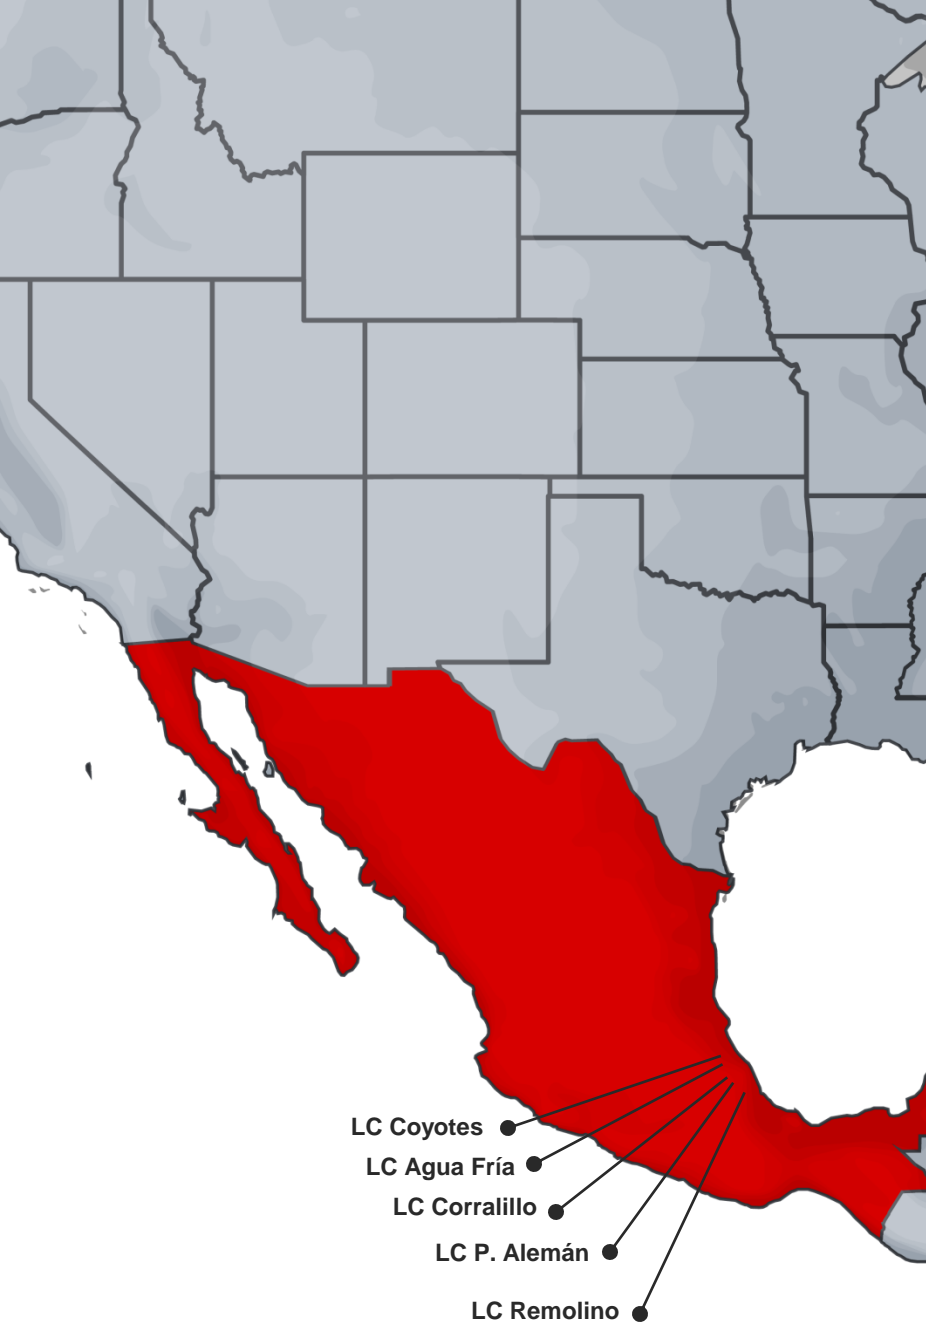 LC Coyotes
LC Agua Fría
LC Corralillo
LC P. Alemán
LC Remolino